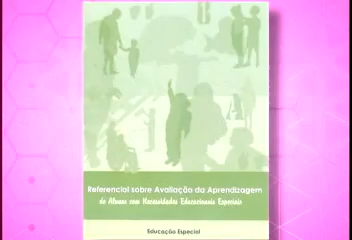 A
Referencial sobre Avaliação da Aprendizagem
de Alunos com Necessidades Educacionais Especiais
Educação Especial